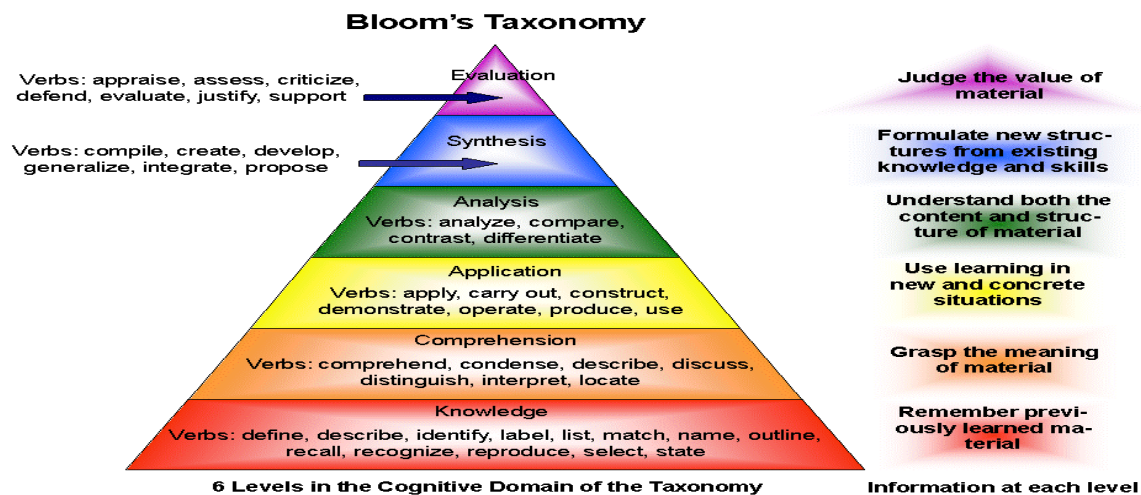 Bloom's Taxonomy
Evaluation
Verbs: appraise, assess, criticize,
defend, evaluate, justify, support
Judge the value of
material
Synthesis
Verbs: compile, create, develop,
generalize, integrate, propose
Formulate new struc-
tures from existing
knowledge and skills
Analysis
Verbs: analyze, compare,
contrast, differentiate
Understand both the
content and struc-
ture of material
Application
Verbs: apply, carry out, construct,
demonstrate, operate, produce, use
Use learning in
new and concrete
situations
Comprehension
Verbs: comprehend, condense, describe, discuss,
distinguish, interpret, locate
Grasp the meaning
of material
Knowledge
Verbs: define, describe, identify, label, list, match, name, outline,
recall, recognize, reproduce, select, state
Remember previ-
ously learned ma-
terial
6 Levels in the Cognitive Domain of the Taxonomy
Information at each level